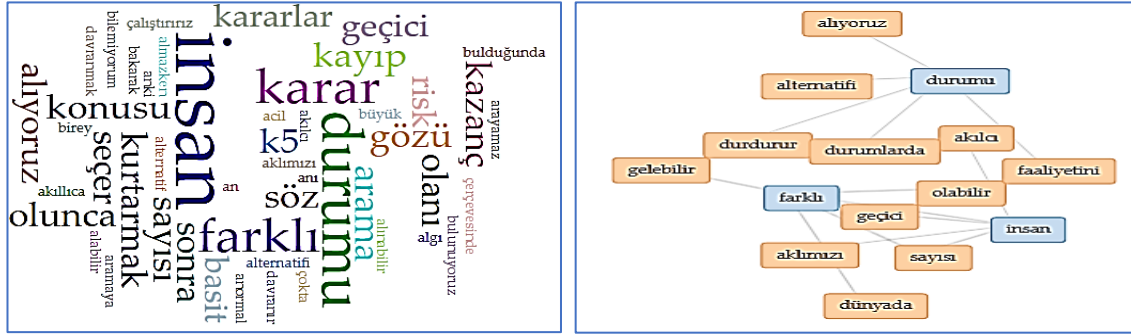 kararlar
çalıştırırız
bilemiyorum
davranmak
almazken
anki
bakarak
insan
geçici
kayıp
bulduğunda
alıyoruz
konusu
karar
risk
kazanç
arayamaz
birey
seçer
kurtarmak
acil
akılcı
büyük
k5
gözü
aklımızı
durumu
olanı
akıllıca
alternatif
an
anı
söz
arama
çerçevesinde
olunca
sayısı
sonra
farklı
alınabilir
algı
bulunuyoruz
alabilir
aramaya
basit
alternatifi
anormal
davranır
çokta
alıyoruz
durumu
alternatifi
durdurur
durumlarda
akılcı
gelebilir
faaliyetini
farklı
olabilir
geçici
insan
aklımızı
sayısı
dünyada